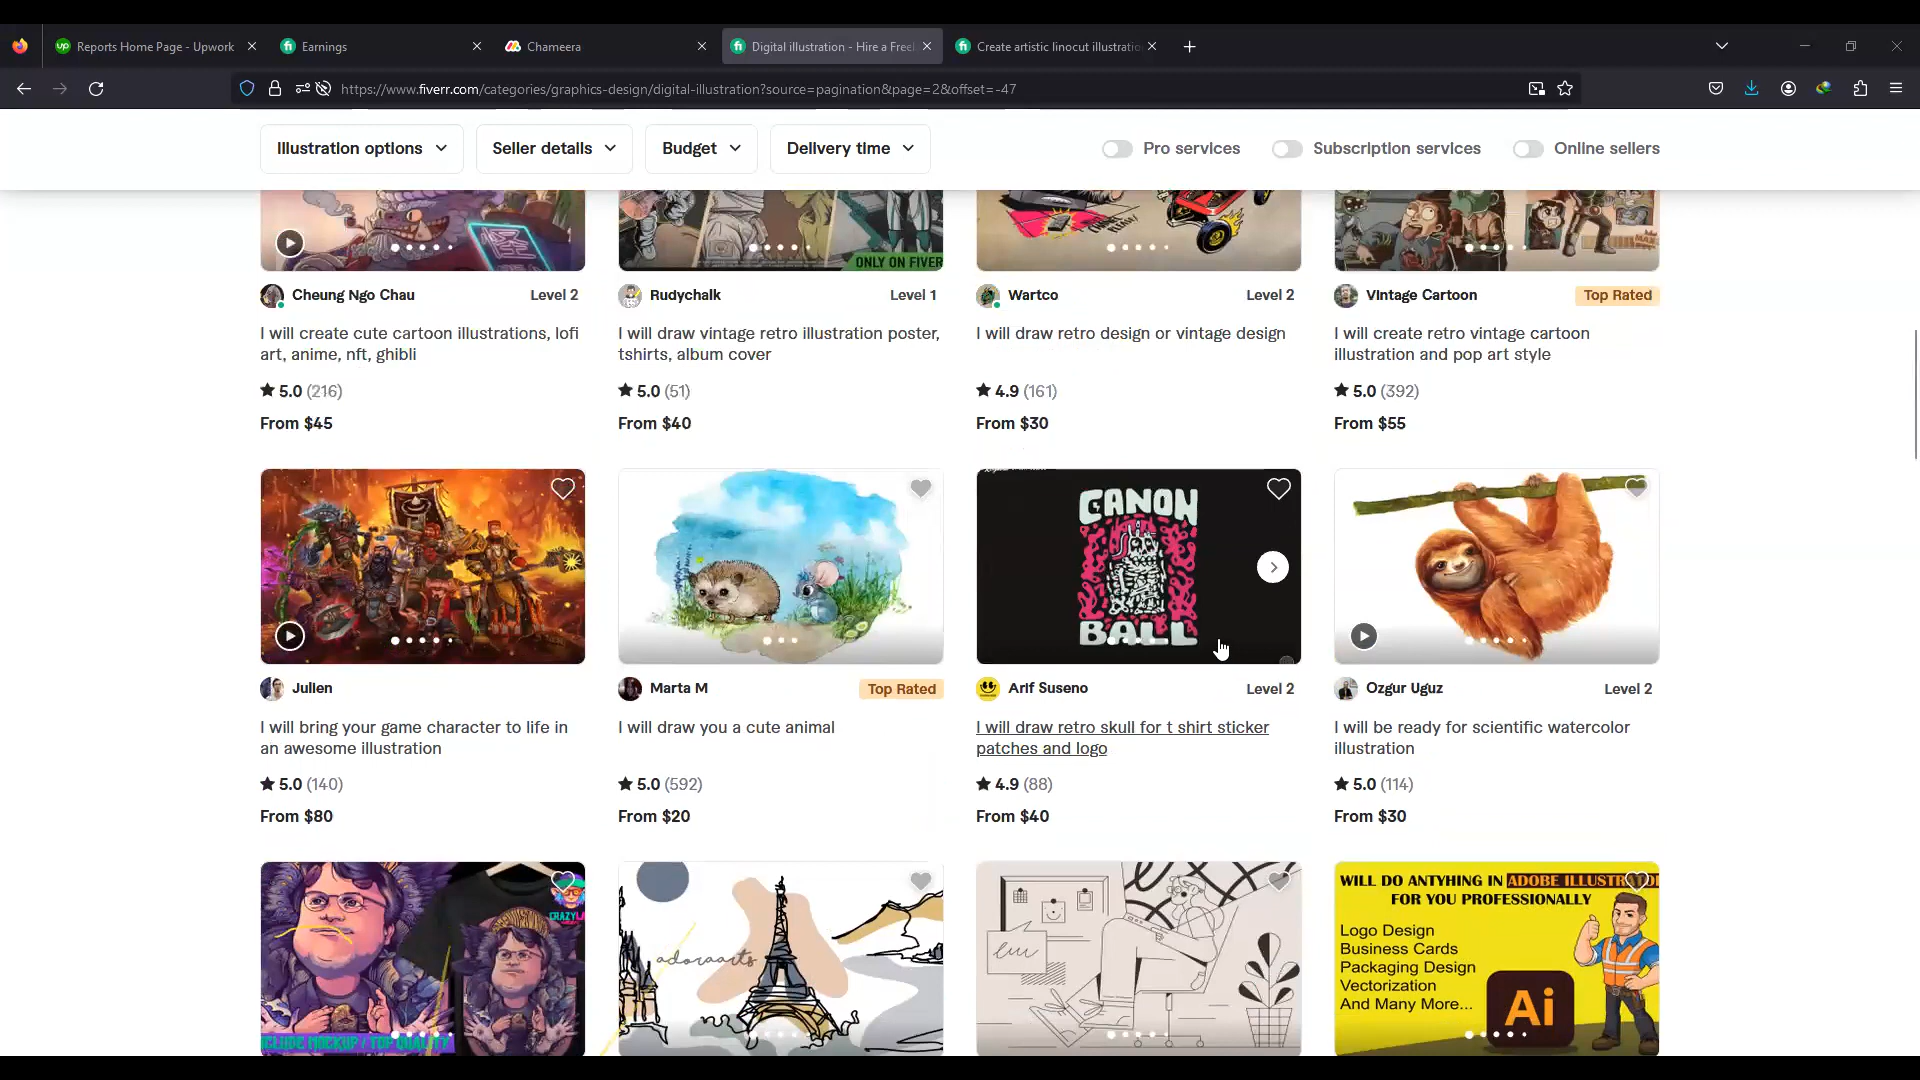 Reports Home Page - Upwork
Earnings
Chameera
Digital illustration - Hire a Freel
Create artistic linocut illustratio
https://www.fiverr.com/categories/graphics-design/digital-illustration?source=pagination&page=2&offset=-47
Illustration options
Seller details
Budget
Delivery time
Pro services
Subscription services
Online sellers
ONLY ON FIVER
Cheung Ngo Chau
Level 2
Rudychalk
Level 1
Wartco
Level 2
Vintage Cartoon
Top Rated
I will create cute cartoon illustrations, lofi
art, anime, nft, ghibli
I will draw vintage retro illustration poster,
tshirts, album cover
I will draw retro design or vintage design
I will create retro vintage cartoon
illustration and pop art style
5.0 (216)
5.0 (51)
4.9 (161)
5.0 (392)
From $45
From $40
From $30
From $55
CANON
BALL
Julien
Marta M
Top Rated
Arif Suseno
Level 2
Ozgur Uguz
Level 2
I will bring your game character to life in
an awesome illustration
I will draw you a cute animal
I will draw retro skull for t shirt sticker
patches and logo
I will be ready for scientific watercolor
illustration
5.0 (140)
5.0 (592)
4.9 (88)
5.0 (114)
From $80
From $20
From $40
From $30
adoraarts
WILL DO ANTYHING IN ADOBE ILLUSTRATO
FOR YOU PROFESSIONALLY
Logo Design
Business Cards
Packaging Design
Vectorization
And Many More...
Ai